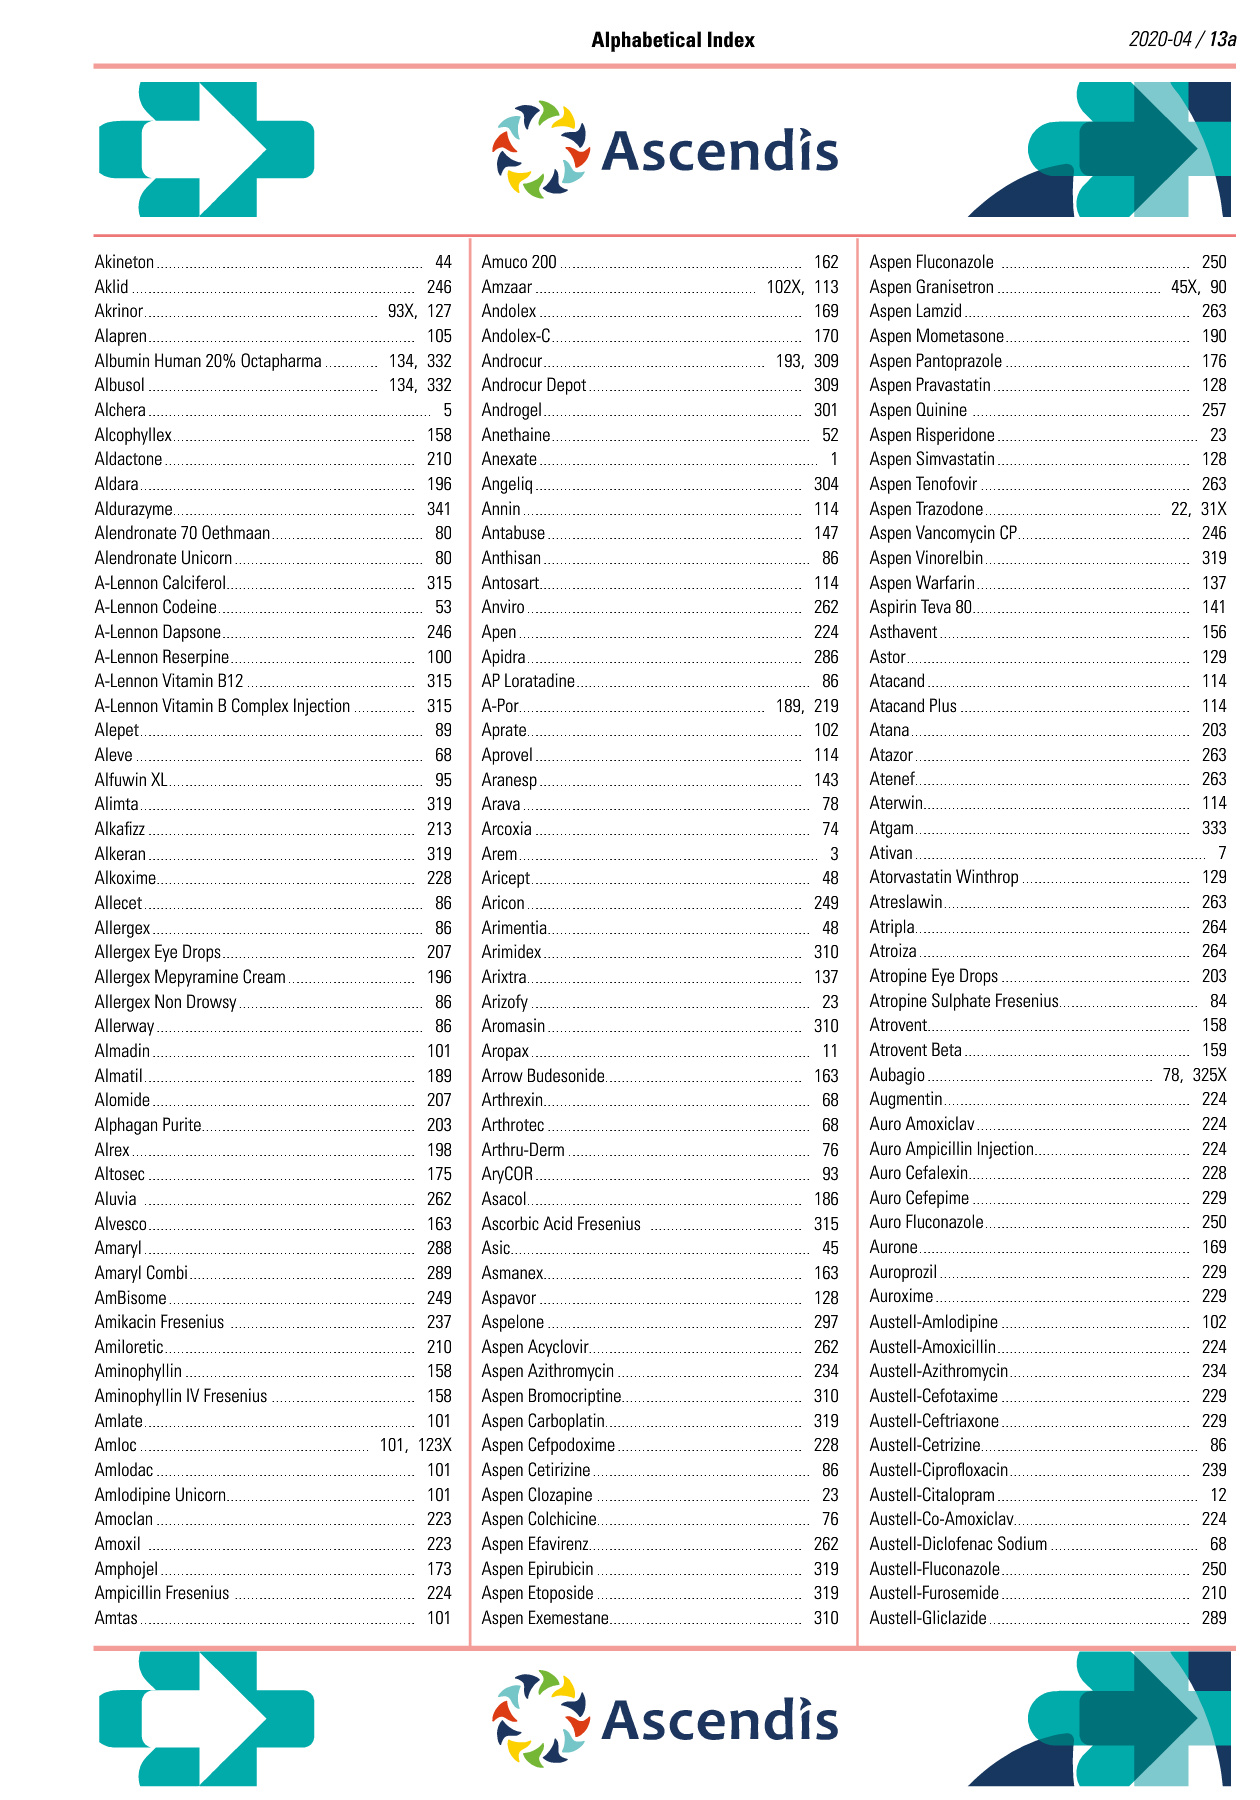 Alphabetical Index
2020-04 / 13a
Ascendis
Akineton 44
Aklid 246
Akrinor 93X, 127
Alapren 105
Albumin Human 20% Octapharma 134, 332
Albusol 134, 332
Alchera 5
Alcophyllex 158
Aldactone 210
Aldara 196
Aldurazyme 341
Alendronate 70 Oethmaan 80
Alendronate Unicorn 80
A-Lennon Calciferol 315
A-Lennon Codeine 53
A-Lennon Dapsone 246
A-Lennon Reserpine 100
A-Lennon Vitamin B12 315
A-Lennon Vitamin B Complex Injection 315
Alepet 89
Aleve 68
Alfuwin XL 95
Alimta 319
Alkafizz 213
Alkeran 319
Alkoxime 228
Allecet 86
Allergex 86
Allergex Eye Drops 207
Allergex Mepyramine Cream 196
Allergex Non Drowsy 86
Allerway 86
Almadin 101
Almatil 189
Alomide 207
Alphagan Purite 203
Alrex 198
Altosec 175
Aluvia 262
Alvesco 163
Amaryl 288
Amaryl Combi 289
AmBisome 249
Amikacin Fresenius 237
Amiloretic 210
Aminophyllin 158
Aminophyllin IV Fresenius 158
Amlate 101
Amloc 101, 123X
Amlodac 101
Amlodipine Unicorn 101
Amoclan 223
Amoxil 223
Amphojel 173
Ampicillin Fresenius 224
Amtas 101
Amuco 200 162
Amzaar 102X, 113
Andolex 169
Andolex-C 170
Androcur 193, 309
Androcur Depot 309
Androgel 301
Anethaine 52
Anexate 1
Angeliq 304
Annin 114
Antabuse 147
Anthisan 86
Antosart 114
Anviro 262
Apen 224
Apidra 286
AP Loratadine 86
A-Por 189, 219
Aprate 102
Aprovel 114
Aranesp 143
Arava 78
Arcoxia 74
Arem 3
Aricept 48
Aricon 249
Arimentia 48
Arimidex 310
Arixtra 137
Arizofy 23
Aromasin 310
Aropax 11
Arrow Budesonide 163
Arthrexin 68
Arthrotec 68
Arthru-Derm 76
AryCOR 93
Asacol 186
Ascorbic Acid Fresenius 315
Asic 45
Asmanex 163
Aspavor 128
Aspelone 297
Aspen Acyclovir 262
Aspen Azithromycin 234
Aspen Bromocriptine 310
Aspen Carboplatin 319
Aspen Cefpodoxime 228
Aspen Cetirizine 86
Aspen Clozapine 23
Aspen Colchicine 76
Aspen Efavirenz 262
Aspen Epirubicin 319
Aspen Etoposide 319
Aspen Exemestane 310
Aspen Fluconazole 250
Aspen Granisetron 45X, 90
Aspen Lamzid 263
Aspen Mometasone 190
Aspen Pantoprazole 176
Aspen Pravastatin 128
Aspen Quinine 257
Aspen Risperidone 23
Aspen Simvastatin 128
Aspen Tenofovir 263
Aspen Trazodone 22, 31X
Aspen Vancomycin CP 246
Aspen Vinorelbin 319
Aspen Warfarin 137
Aspirin Teva 80 141
Asthavent 156
Astor 129
Atacand 114
Atacand Plus 114
Atana 203
Atazor 263
Atenef 263
Aterwin 114
Atgam 333
Ativan 7
Atorvastatin Winthrop 129
Atreslawin 263
Atripla 264
Atroiza 264
Atropine Eye Drops 203
Atropine Sulphate Fresenius 84
Atrovent 158
Atrovent Beta 159
Aubagio 78, 325X
Augmentin 224
Auro Amoxiclav 224
Auro Ampicillin Injection 224
Auro Cefalexin 228
Auro Cefepime 229
Auro Fluconazole 250
Aurone 169
Auroprozil 229
Auroxime 229
Austell-Amlodipine 102
Austell-Amoxicillin 224
Austell-Azithromycin 234
Austell-Cefotaxime 229
Austell-Ceftriaxone 229
Austell-Cetrizine 86
Austell-Ciprofloxacin 239
Austell-Citalopram 12
Austell-Co-Amoxiclav 224
Austell-Diclofenac Sodium 68
Austell-Fluconazole 250
Austell-Furosemide 210
Austell-Gliclazide 289
Ascendis